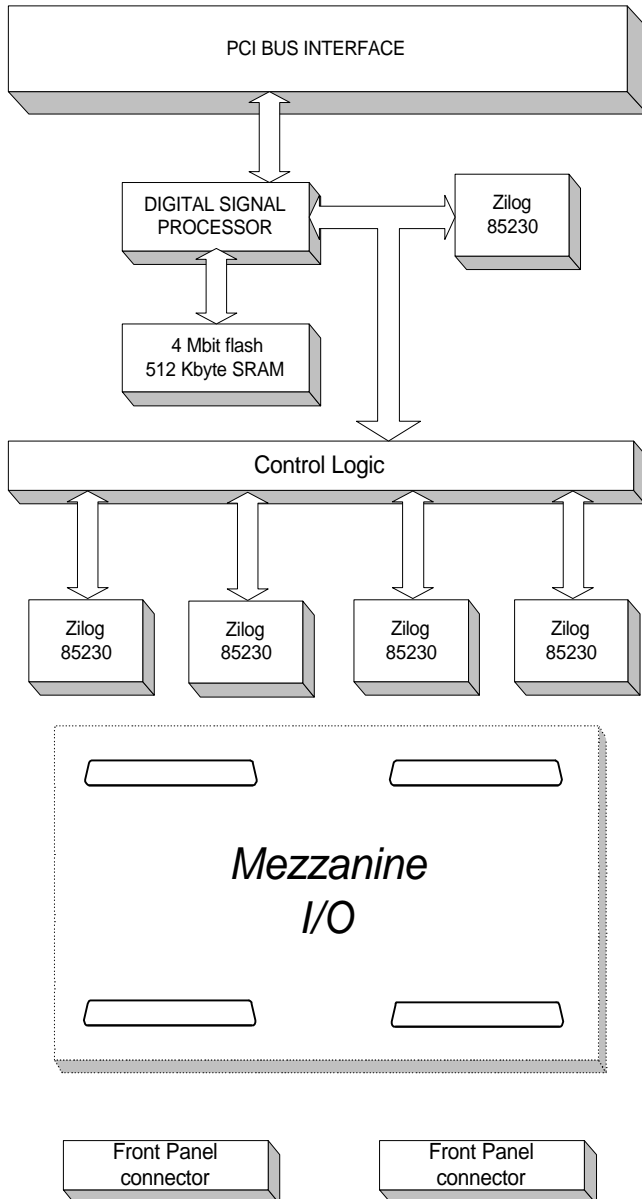 PCI BUS INTERFACE
DIGITAL SIGNAL
PROCESSOR
Zilog
85230
4 Mbit flash
512 Kbyte SRAM
Control Logic
Zilog
85230
Zilog
85230
Zilog
85230
Zilog
85230
Mezzanine
I/O
Front Panel
connector
Front Panel
connector